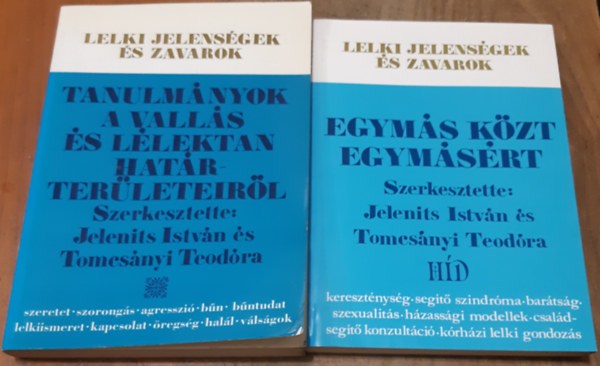 LELKI JELENSÉGEK
ÉS ZAVAROK
TANULMÁNYOK
A VALLÁS
ÉS LÉLEKTAN
HATÁR-
TERÜLETEIRŐL
Szerkesztette:
Jelenits István és
Tomcsányi Teodóra
szeretet · szorongás · agresszió · bűn · bűntudat
lelkiismeret · kapcsolat · öregség · halál · válságok
LELKI JELENSÉGEK
ÉS ZAVAROK
EGYMÁS KÖZT
EGYMÁSÉRT
Szerkesztette:
Jelenits István és
Tomcsányi Teodóra
HÍD
kereszténység · segítő szindróma · barátság ·
szexualitás · házassági modellek · család-
segítő konzultáció · kórházi lelki gondozás